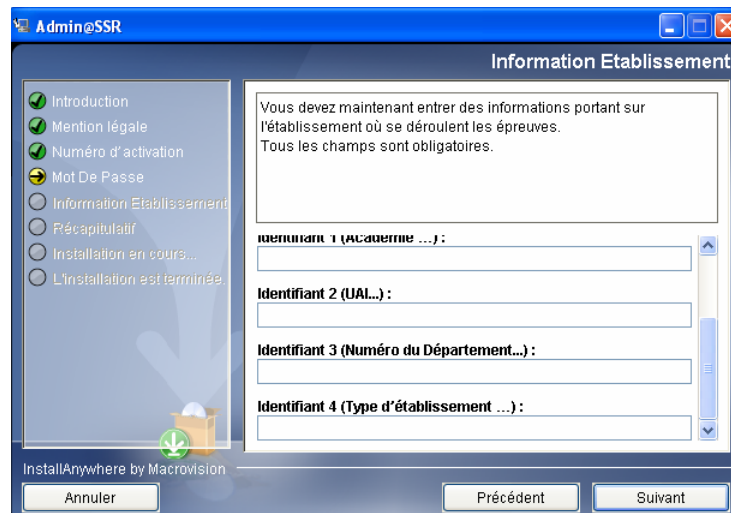 Admin@SSR
Information Etablissement
Introduction
Mention légale
Numéro d'activation
Mot De Passe
Information Etablissement
Récapitulatif
Installation en cours...
L'installation est terminée.
Vous devez maintenant entrer des informations portant sur
l'établissement où se déroulent les épreuves.
Tous les champs sont obligatoires.
Identifiant 1 (Académie ...) :
Identifiant 2 (UAI...) :
Identifiant 3 (Numéro du Département...) :
Identifiant 4 (Type d'établissement ...) :
InstallAnywhere by Macrovision
Annuler
Précédent
Suivant